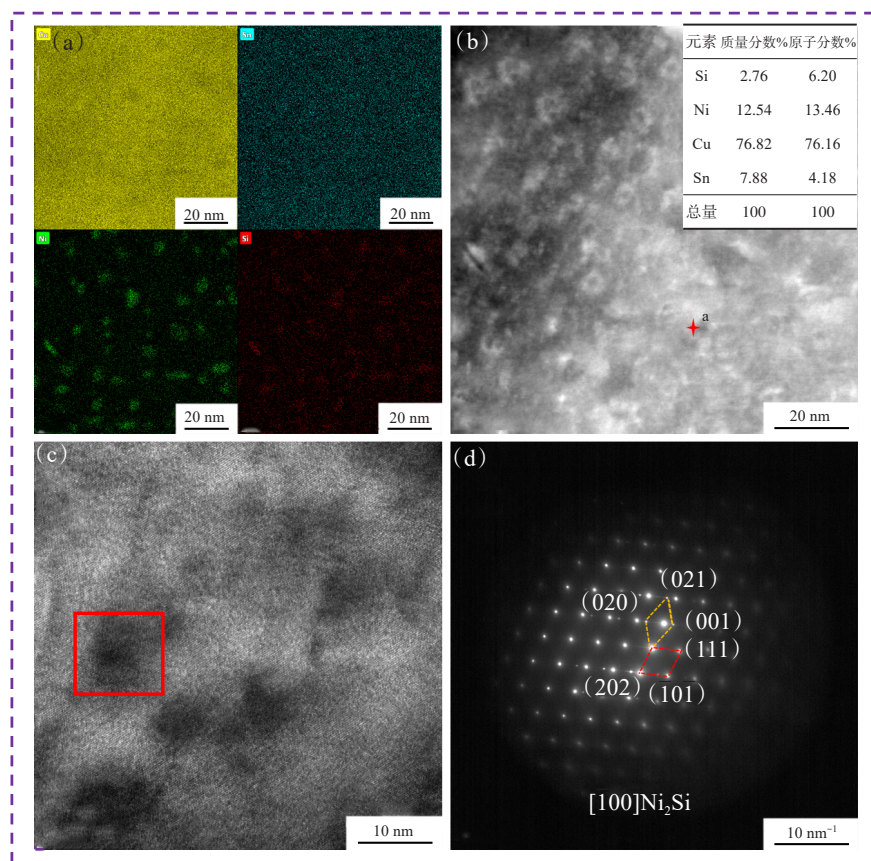 Cu
(a)
Sn
20 nm
20 nm
Ni
Si
20 nm
20 nm
(b)
元素 质量分数% 原子分数%
Si 2.76 6.20
Ni 12.54 13.46
Cu 76.82 76.16
Sn 7.88 4.18
总量 100 100
a
20 nm
(c)
10 nm
(d)
(021)
(020)
(001)
(111)
(202)
(1̅01̅)
[100]Ni₂Si
10 nm⁻¹